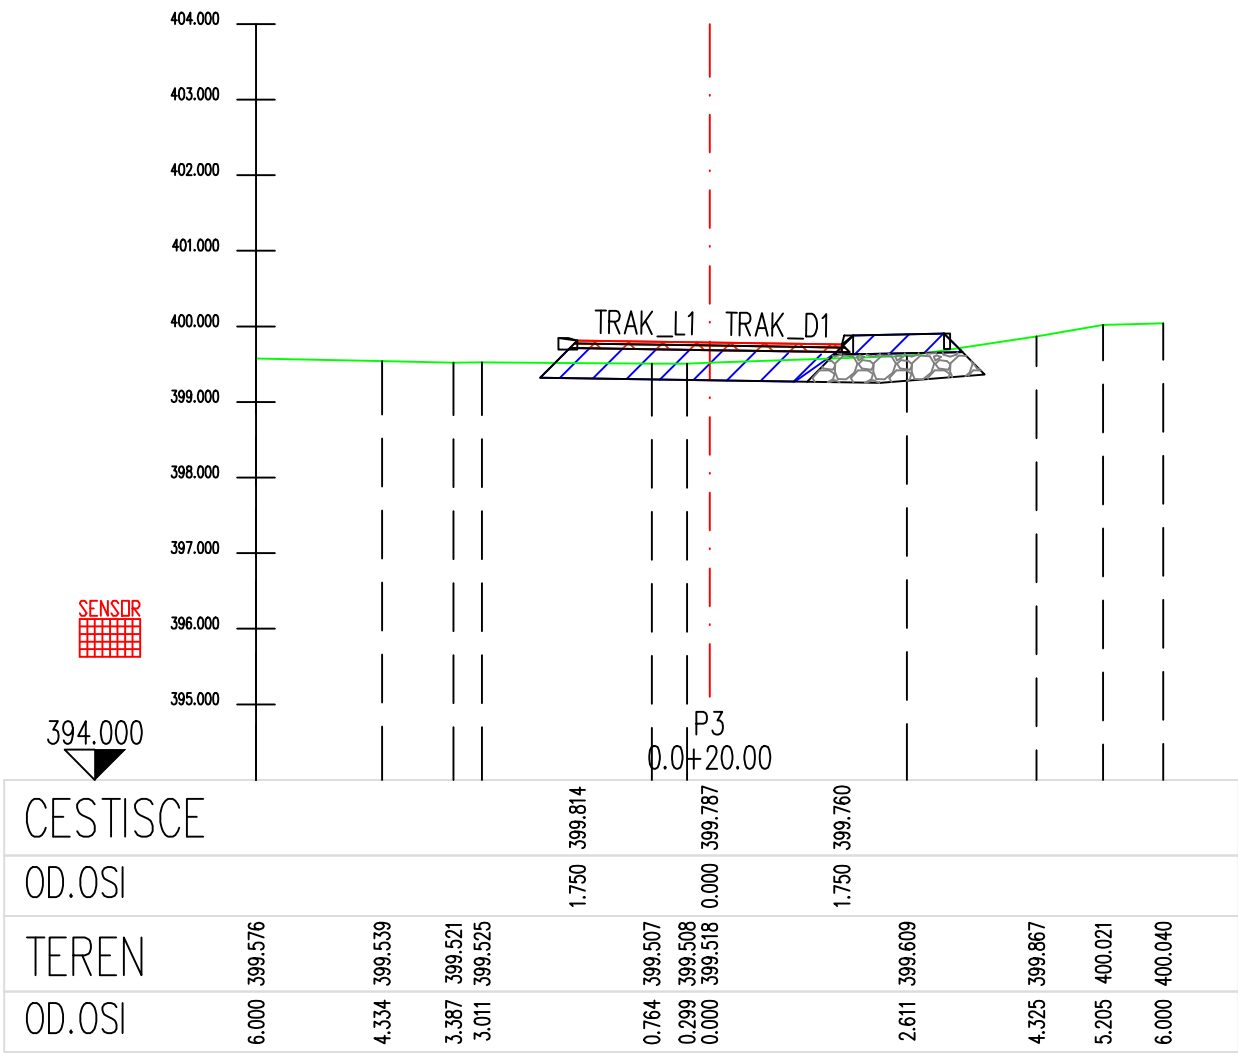 404.000
403.000
402.000
401.000
400.000
399.000
398.000
397.000
396.000
395.000
TRAK_L1 TRAK_D1
SENSOR
394.000
P3
0.0+20.00
CESTISCE 399.814 399.787 399.760
OD.OSI 1.750 0.000 1.750
TEREN 399.576 399.539 399.521 399.525 399.507 399.508 399.518 399.609 399.867 400.021 400.040
OD.OSI 6.000 4.334 3.387 3.011 0.764 0.299 0.000 2.611 4.325 5.205 6.000